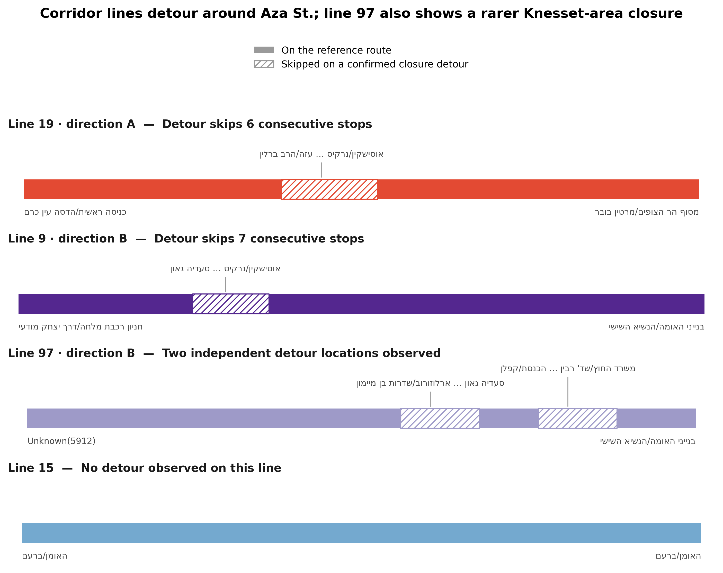 Corridor lines detour around Aza St.; line 97 also shows a rarer Knesset-area closure
On the reference route
Skipped on a confirmed closure detour
Line 19 · direction A — Detour skips 6 consecutive stops
אוסישקין/נרקיס ... עזה/הרב ברלין
כניסה ראשית/הדסה עין כרם
מסוף הר הצופים/מרטין בובר
Line 9 · direction B — Detour skips 7 consecutive stops
אוסישקין/נרקיס ... סעדיה גאון
חניון רכבת מלחה/דרך יצחק מודעי
בנייני האומה/הנשיא השישי
Line 97 · direction B — Two independent detour locations observed
משרד החוץ/שד' רבין ... הכנסת/קפלן
סעדיה גאון ... ארלוזורוב/שדרות בן מיימון
Unknown(5912)
בנייני האומה/הנשיא השישי
Line 15 — No detour observed on this line
האומן/ברעם
האומן/ברעם